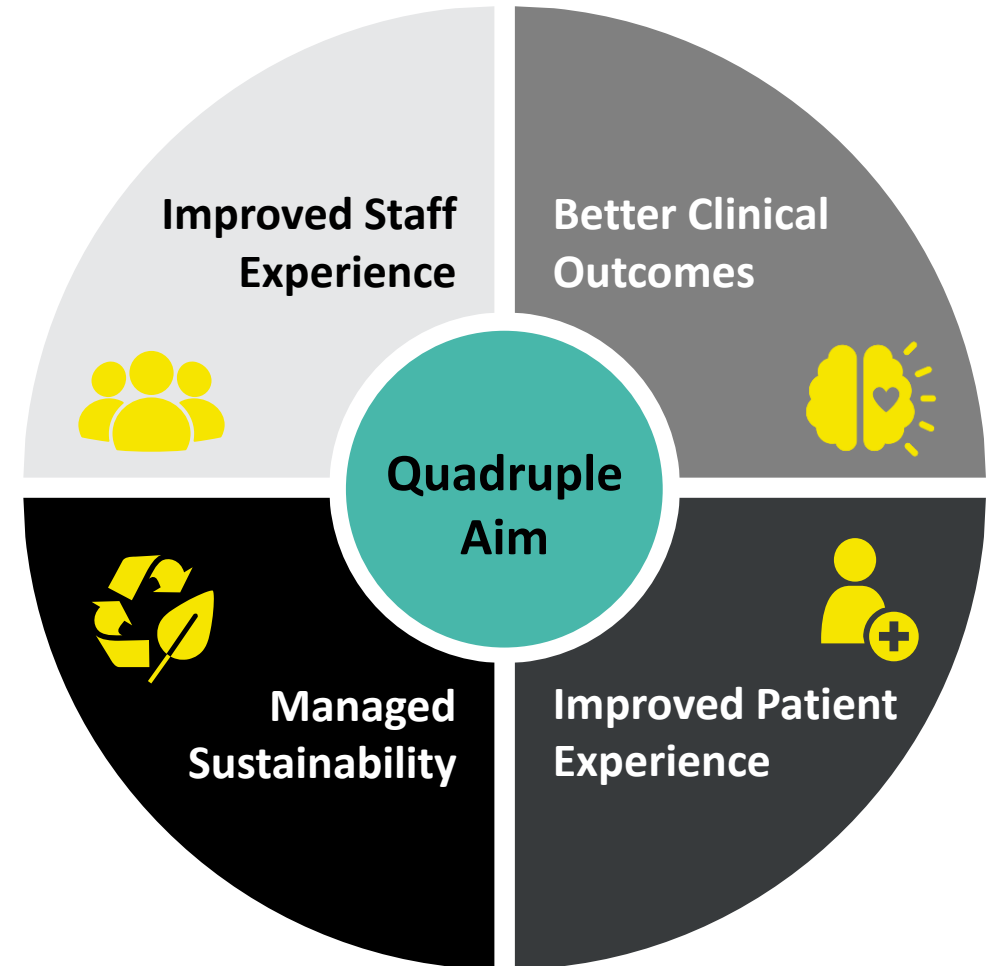 Improved Staff
Experience
Better Clinical
Outcomes
Quadruple
Aim
Managed
Sustainability
Improved Patient
Experience